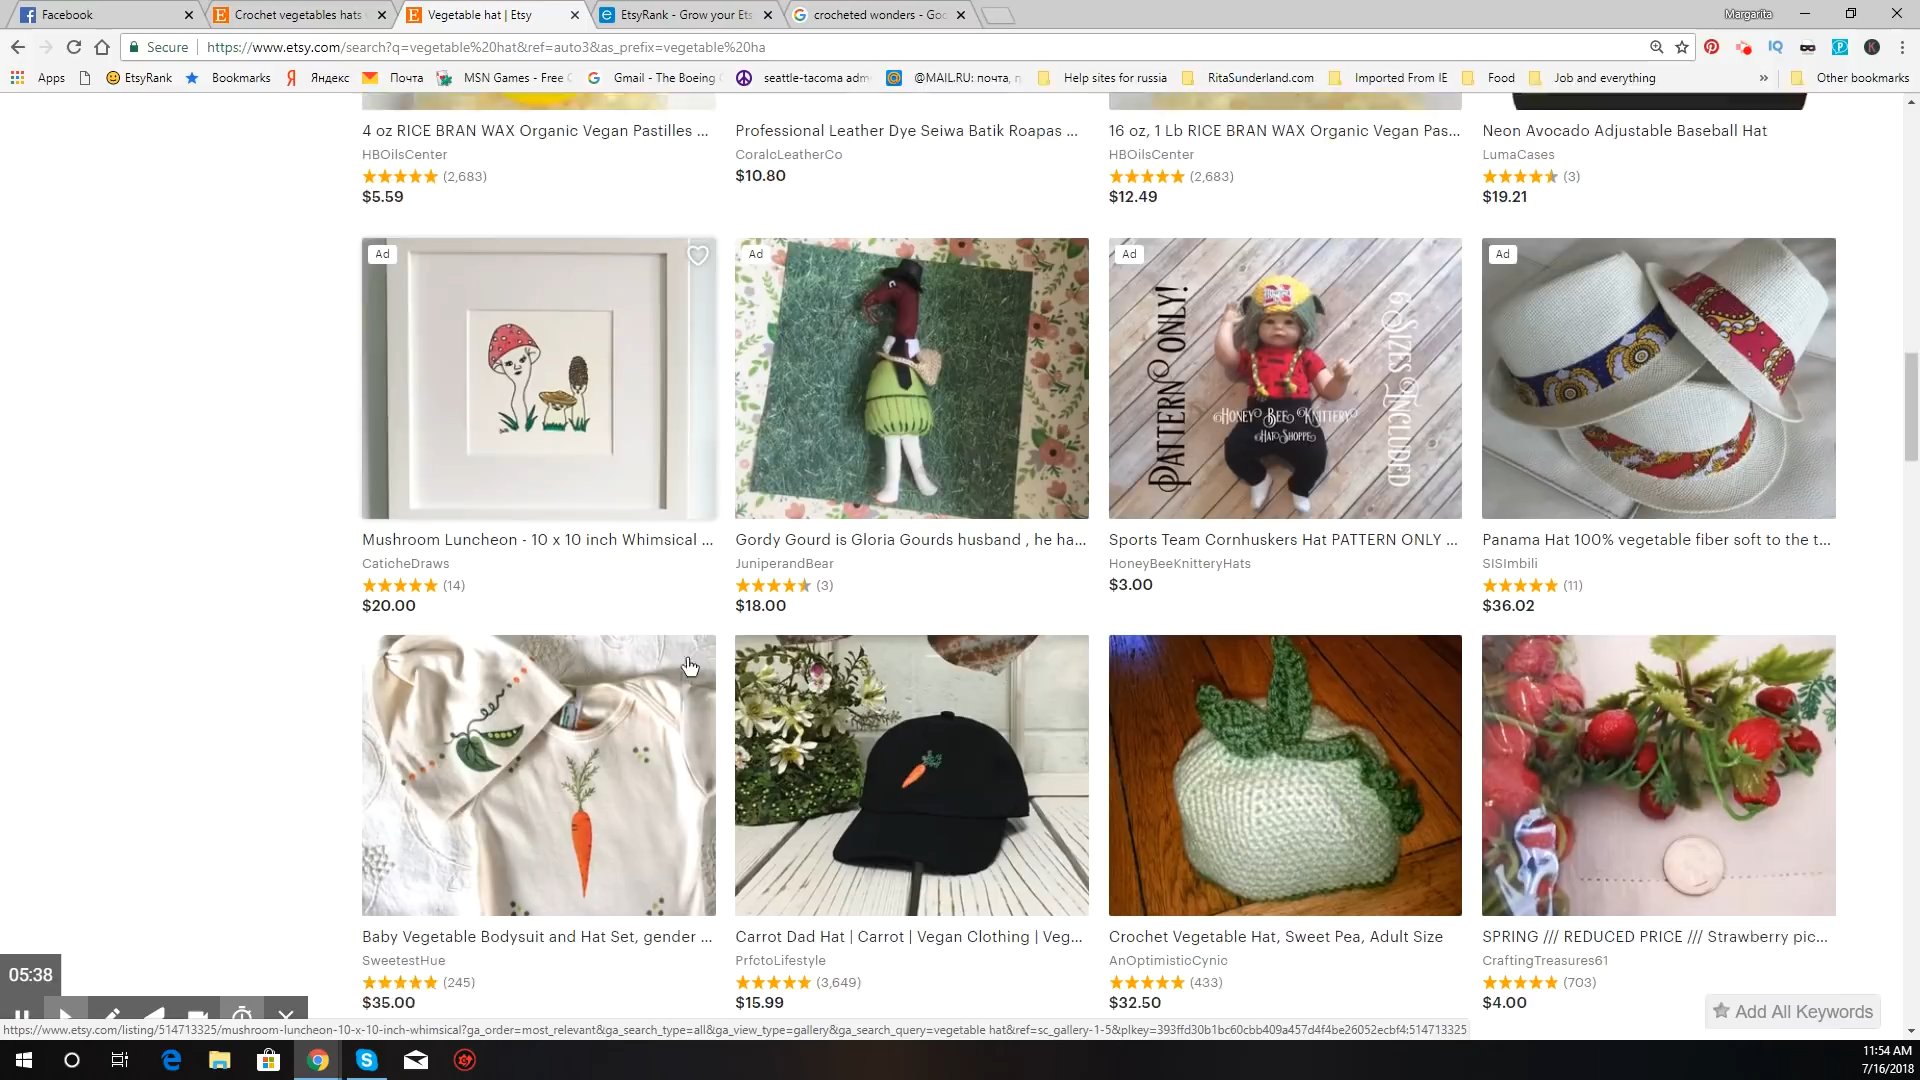 Facebook
Crochet vegetables hats
Vegetable hat | Etsy
EtsyRank - Grow your Ets
crocheted wonders - Goo
Margarita
Secure
https://www.etsy.com/search?q=vegetable%20hat&ref=auto3&as_prefix=vegetable%20ha
Apps
EtsyRank
Bookmarks
Яндекс
Почта
MSN Games - Free
Gmail - The Boeing
seattle-tacoma adm
@MAIL.RU: почта,
Help sites for russia
RitaSunderland.com
Imported From IE
Food
Job and everything
»
Other bookmarks
4 oz RICE BRAN WAX Organic Vegan Pastilles ...
HBOilsCenter
(2,683)
$5.59
Professional Leather Dye Seiwa Batik Roapas ...
CoralcLeatherCo
$10.80
16 oz, 1 Lb RICE BRAN WAX Organic Vegan Pas...
HBOilsCenter
(2,683)
$12.49
Neon Avocado Adjustable Baseball Hat
LumaCases
(3)
$19.21
Ad
Mushroom Luncheon - 10 x 10 inch Whimsical ...
CaticheDraws
(14)
$20.00
Ad
Gordy Gourd is Gloria Gourds husband , he ha...
JuniperandBear
(3)
$18.00
Ad
Pattern Only!
6 Sizes Included
Honey Bee Knittery
Hat Shoppe
Sports Team Cornhuskers Hat PATTERN ONLY ...
HoneyBeeKnitteryHats
$3.00
Ad
Panama Hat 100% vegetable fiber soft to the t...
SISImbili
(11)
$36.02
Baby Vegetable Bodysuit and Hat Set, gender ...
SweetestHue
(245)
$35.00
Carrot Dad Hat | Carrot | Vegan Clothing | Veg...
PrfctoLifestyle
(3,649)
$15.99
Crochet Vegetable Hat, Sweet Pea, Adult Size
AnOptimisticCynic
(433)
$32.50
SPRING /// REDUCED PRICE /// Strawberry pic...
CraftingTreasures61
(703)
$4.00
05:38
Add All Keywords
https://www.etsy.com/listing/514713325/mushroom-luncheon-10-x-10-inch-whimsical?ga_order=most_relevant&ga_search_type=all&ga_view_type=gallery&ga_search_query=vegetable hat&ref=sc_gallery-1-5&plkey=393ffd30b1bc60cbb409a457d4f4be26052ecbf4:514713325
11:54 AM
7/16/2018